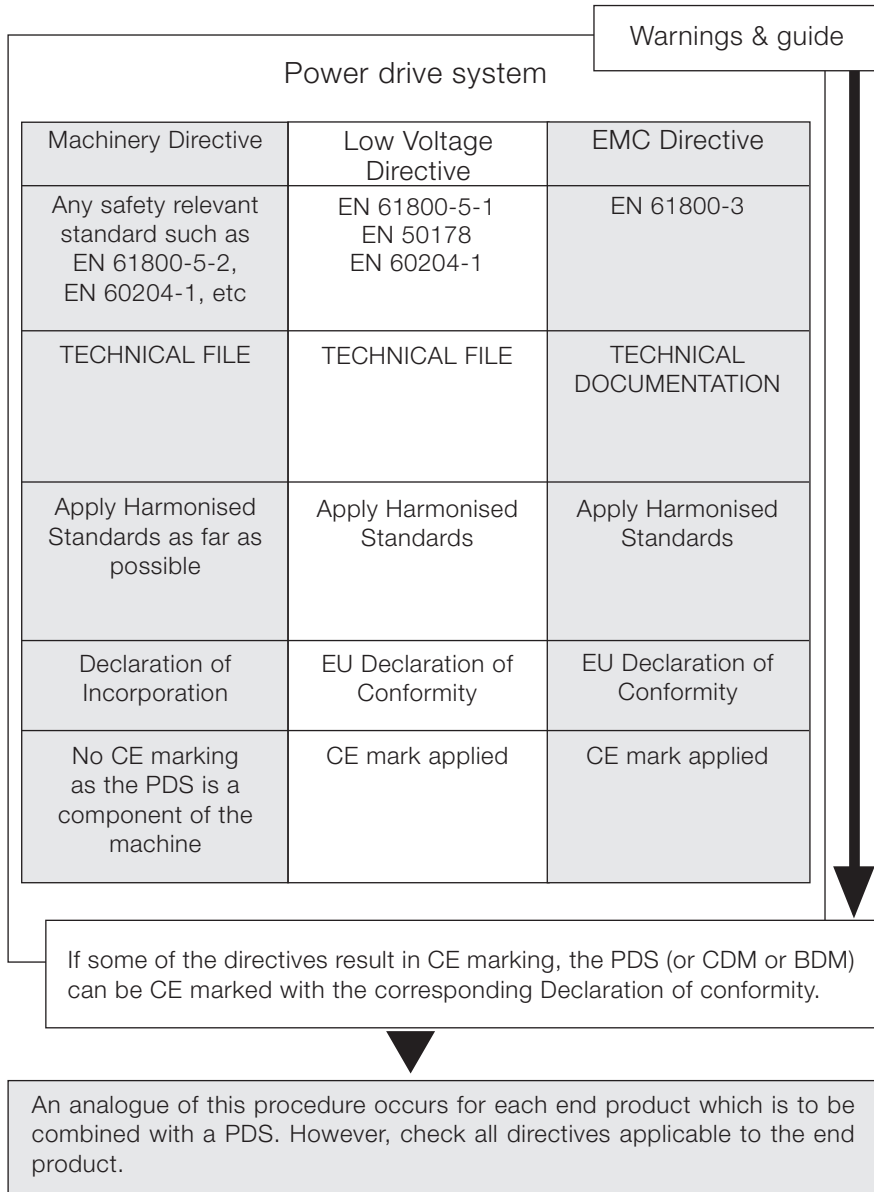 Warnings & guide
Power drive system
Machinery Directive
Low Voltage
Directive
EMC Directive
Any safety relevant
standard such as
EN 61800-5-2,
EN 60204-1, etc
EN 61800-5-1
EN 50178
EN 60204-1
EN 61800-3
TECHNICAL FILE
TECHNICAL FILE
TECHNICAL
DOCUMENTATION
Apply Harmonised
Standards as far as
possible
Apply Harmonised
Standards
Apply Harmonised
Standards
Declaration of
Incorporation
EU Declaration of
Conformity
EU Declaration of
Conformity
No CE marking
as the PDS is a
component of the
machine
CE mark applied
CE mark applied
If some of the directives result in CE marking, the PDS (or CDM or BDM)
can be CE marked with the corresponding Declaration of conformity.
An analogue of this procedure occurs for each end product which is to be
combined with a PDS. However, check all directives applicable to the end
product.